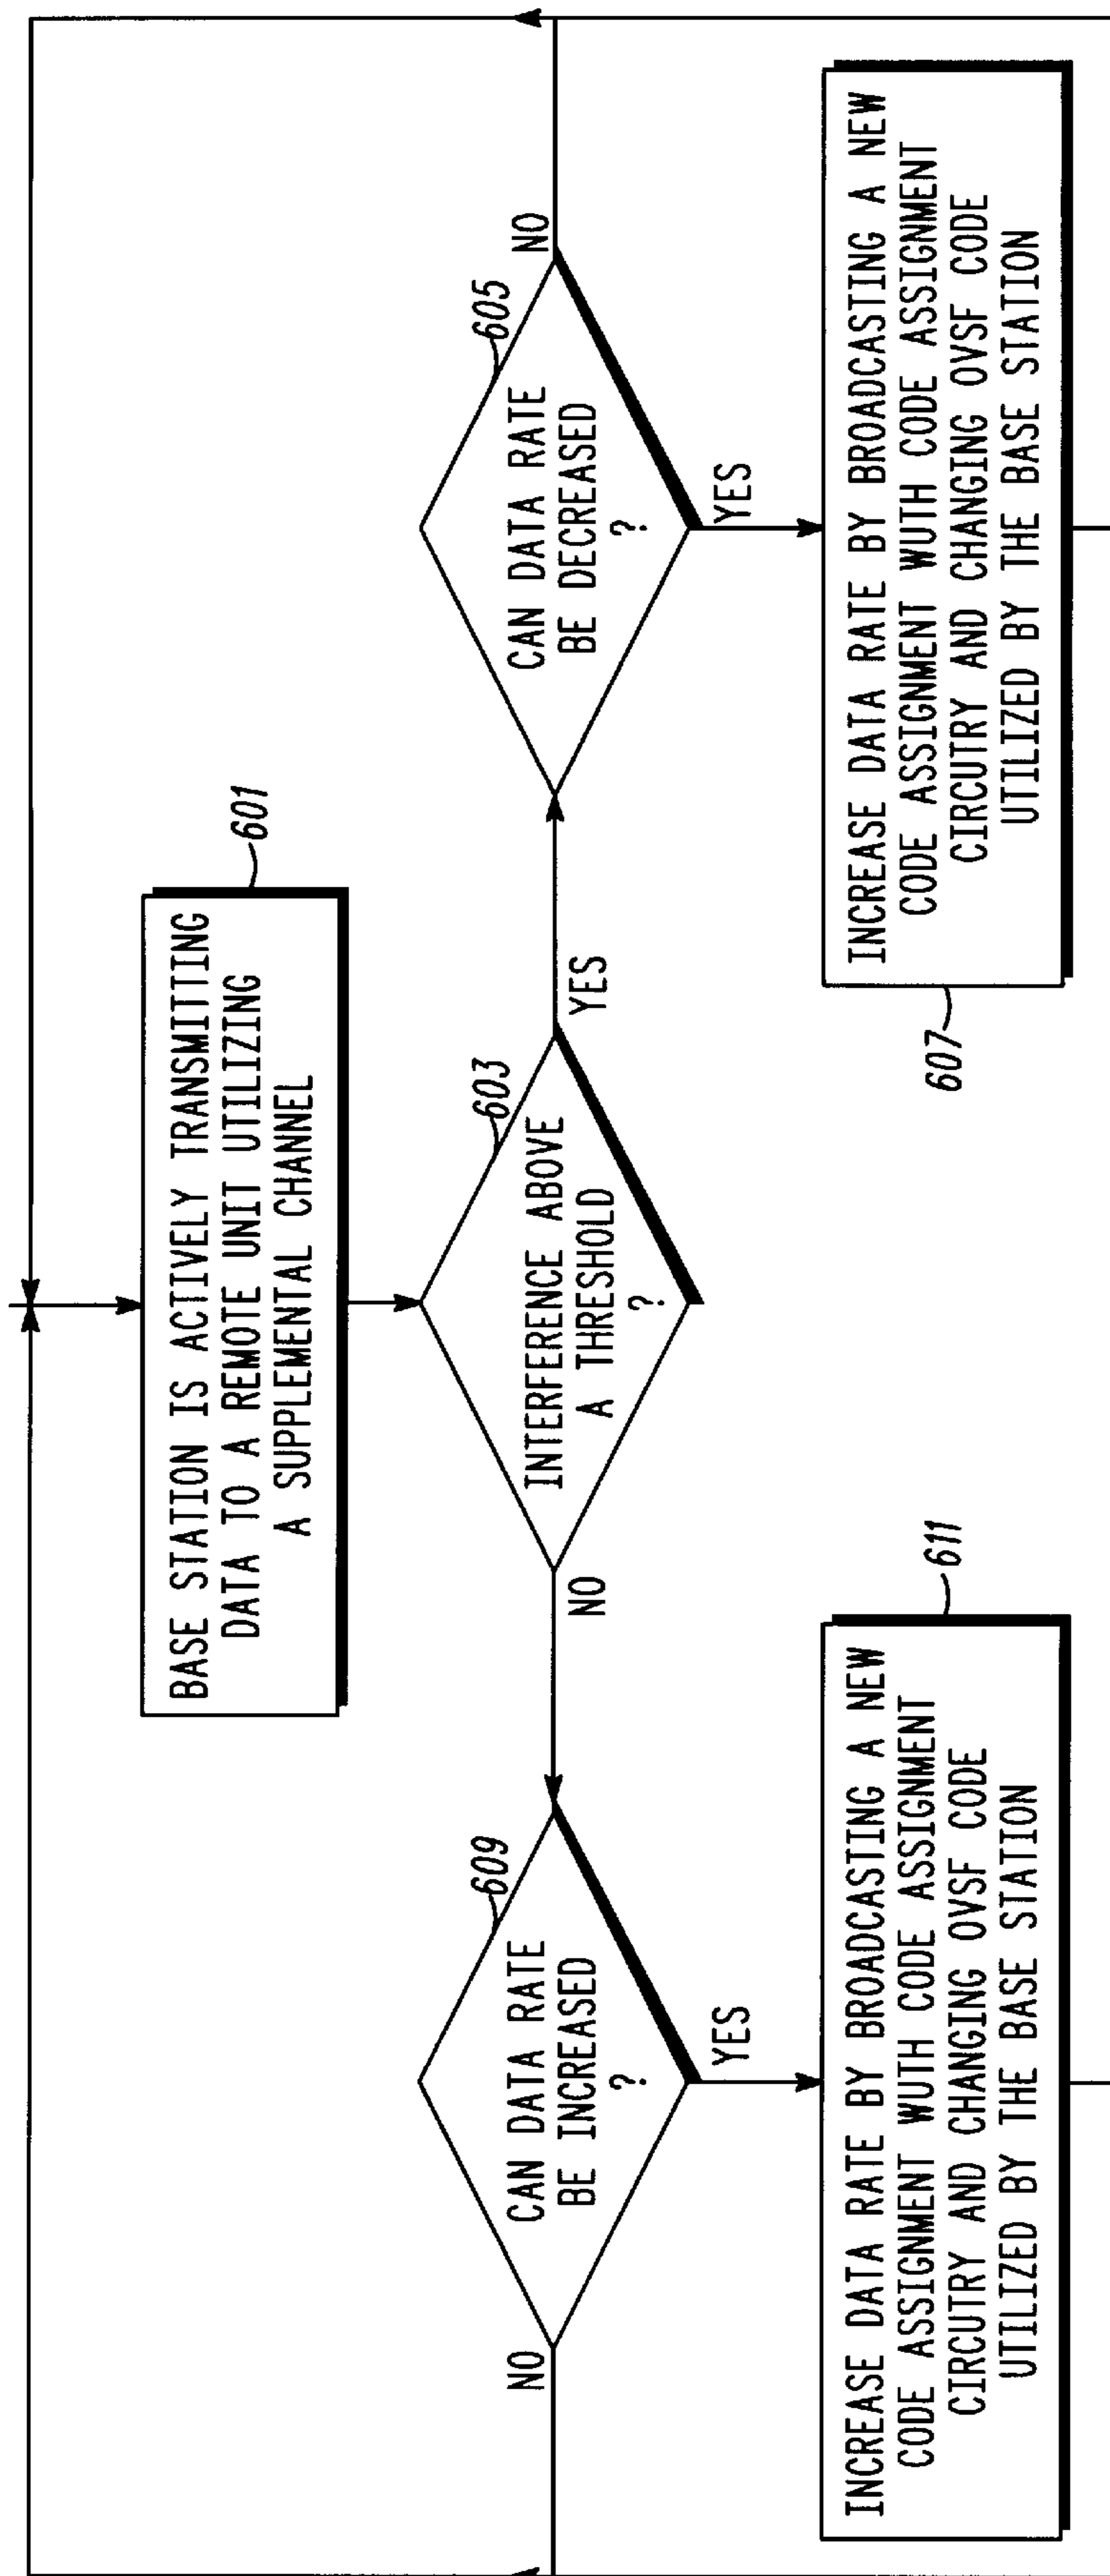 BASE STATION IS ACTIVELY TRANSMITTING
DATA TO A REMOTE UNIT UTILIZING
A SUPPLEMENTAL CHANNEL
601
INTERFERENCE ABOVE
A THRESHOLD
?
603
NO
YES
CAN DATA RATE
BE INCREASED
?
609
NO
YES
CAN DATA RATE
BE DECREASED
?
605
NO
YES
INCREASE DATA RATE BY BROADCASTING A NEW
CODE ASSIGNMENT WUTH CODE ASSIGNMENT
CIRCUTRY AND CHANGING OVSF CODE
UTILIZED BY THE BASE STATION
611
INCREASE DATA RATE BY BROADCASTING A NEW
CODE ASSIGNMENT WUTH CODE ASSIGNMENT
CIRCUTRY AND CHANGING OVSF CODE
UTILIZED BY THE BASE STATION
607